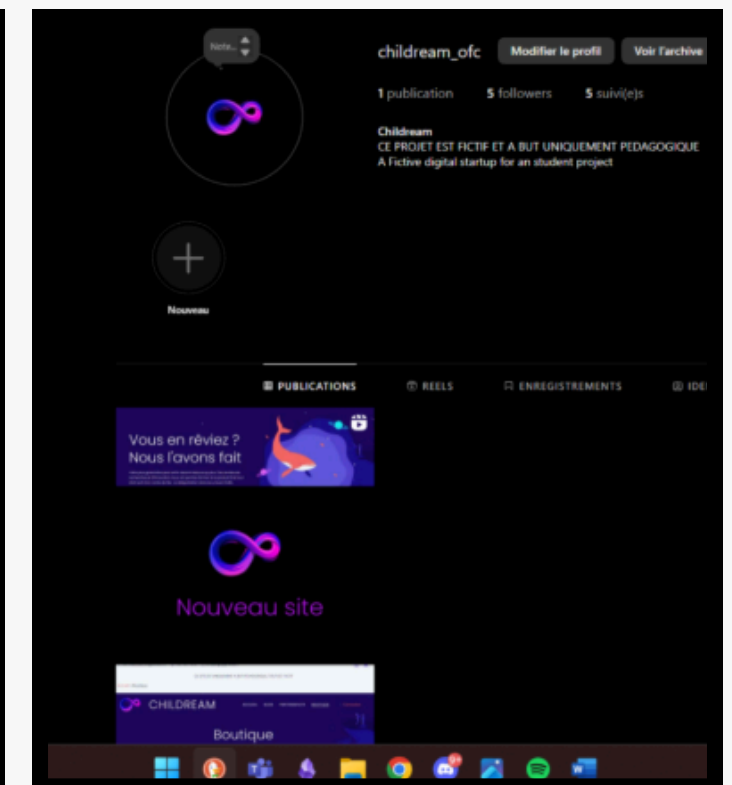 Note...
childream_ofc Modifier le profil Voir l'archive
1 publication 5 followers 5 suivi(e)s
Childream
CE PROJET EST FICTIF ET A BUT UNIQUEMENT PEDAGOGIQUE
A Fictive digital startup for an student project
Nouveau
PUBLICATIONS REELS ENREGISTREMENTS IDE
Vous en rêviez ?
Nous l'avons fait
Nouveau site
CHILDREAM
Boutique